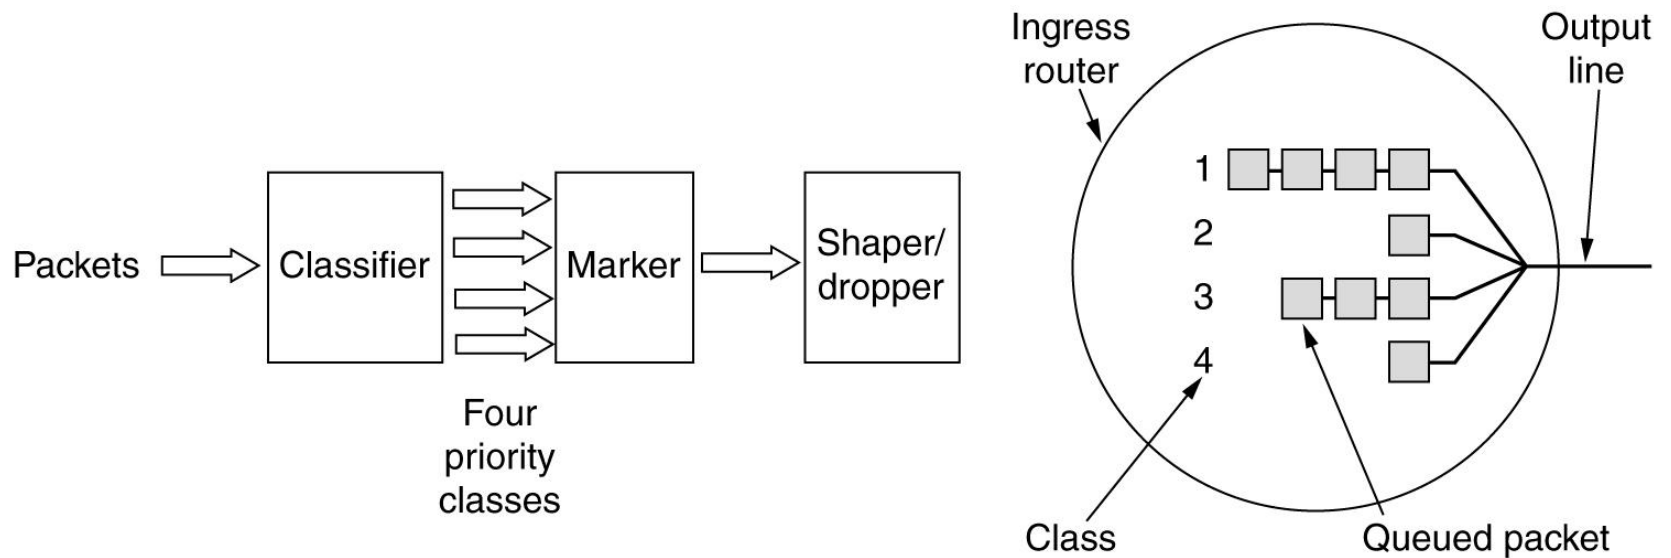 Packets
Classifier
Four
priority
classes
Marker
Shaper/
dropper
Ingress
router
Output
line
1
2
3
4
Class
Queued packet